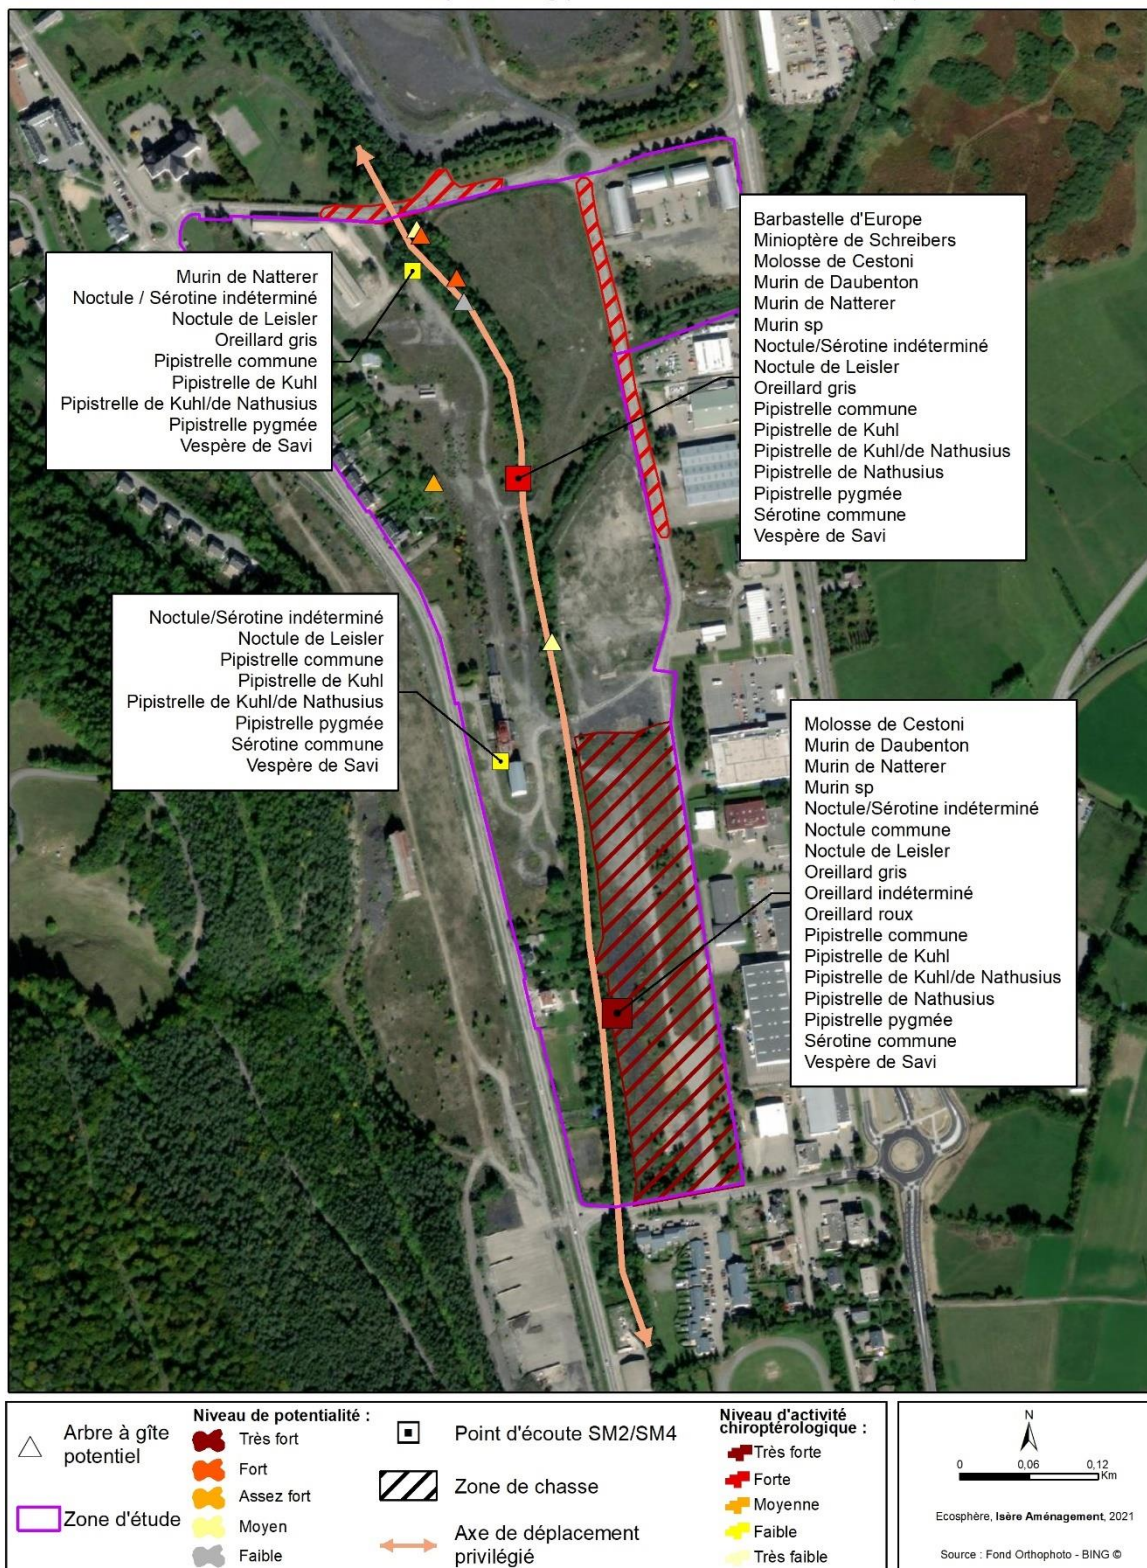 Murin de Natterer
Noctule / Sérotine indéterminé
Noctule de Leisler
Oreillard gris
Pipistrelle commune
Pipistrelle de Kuhl
Pipistrelle de Kuhl/de Nathusius
Pipistrelle pygmée
Vespère de Savi
Barbastelle d'Europe
Minioptère de Schreibers
Molosse de Cestoni
Murin de Daubenton
Murin de Natterer
Murin sp
Noctule/Sérotine indéterminé
Noctule de Leisler
Oreillard gris
Pipistrelle commune
Pipistrelle de Kuhl
Pipistrelle de Kuhl/de Nathusius
Pipistrelle de Nathusius
Pipistrelle pygmée
Sérotine commune
Vespère de Savi
Noctule/Sérotine indéterminé
Noctule de Leisler
Pipistrelle commune
Pipistrelle de Kuhl
Pipistrelle de Kuhl/de Nathusius
Pipistrelle pygmée
Sérotine commune
Vespère de Savi
Molosse de Cestoni
Murin de Daubenton
Murin de Natterer
Murin sp
Noctule/Sérotine indéterminé
Noctule commune
Noctule de Leisler
Oreillard gris
Oreillard indéterminé
Oreillard roux
Pipistrelle commune
Pipistrelle de Kuhl
Pipistrelle de Kuhl/de Nathusius
Pipistrelle de Nathusius
Pipistrelle pygmée
Sérotine commune
Vespère de Savi
Arbre à gîte
potentiel
Zone d'étude
Niveau de potentialité :
Très fort
Fort
Assez fort
Moyen
Faible
Point d'écoute SM2/SM4
Zone de chasse
Axe de déplacement
privilégié
Niveau d'activité
chiroptérologique :
Très forte
Forte
Moyenne
Faible
Très faible
N
0 0,06 0,12
Km
Ecosphère, Isère Aménagement, 2021
Source : Fond Orthophoto - BING ©